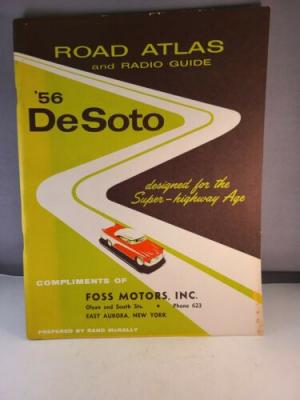 ROAD ATLAS
and RADIO GUIDE
'56
DeSoto
designed for the
Super-highway Age
COMPLIMENTS OF
FOSS MOTORS, INC.
Olean and South Sts. • Phone 623
EAST AURORA, NEW YORK
PREPARED BY RAND McNALLY